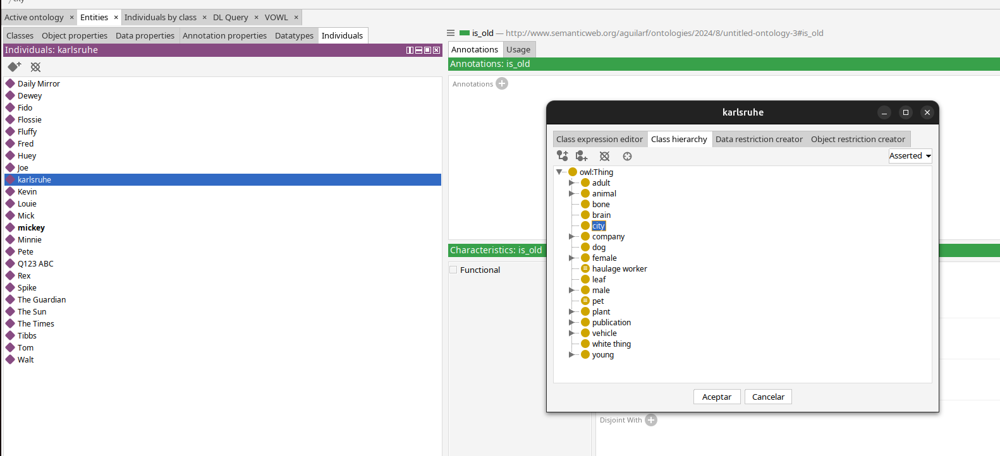 city
Active ontology × Entities × Individuals by class × DL Query × VOWL ×
Classes Object properties Data properties Annotation properties Datatypes Individuals
is_old — http://www.semanticweb.org/aguilarf/ontologies/2024/8/untitled-ontology-3#is_old
Individuals: karlsruhe
Daily Mirror
Dewey
Fido
Flossie
Fluffy
Fred
Huey
Joe
karlsruhe
Kevin
Louie
Mick
mickey
Minnie
Pete
Q123 ABC
Rex
Spike
The Guardian
The Sun
The Times
Tibbs
Tom
Walt
Annotations Usage
Annotations: is_old
Annotations
Characteristics: is_old
Functional
Disjoint With
karlsruhe
Class expression editor Class hierarchy Data restriction creator Object restriction creator
Asserted
owl:Thing
adult
animal
bone
brain
city
company
dog
female
haulage worker
leaf
male
pet
plant
publication
vehicle
white thing
young
Aceptar Cancelar